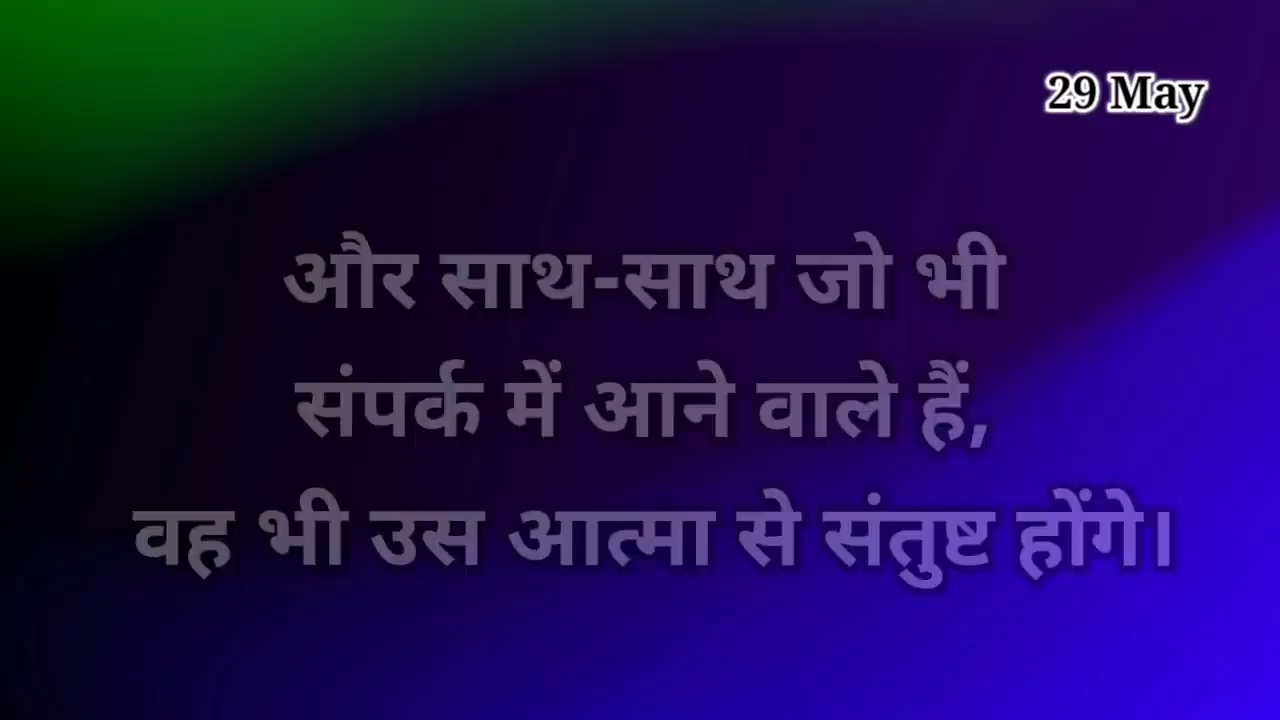 29 May
और साथ-साथ जो भी
संपर्क में आने वाले हैं,
वह भी उस आत्मा से संतुष्ट होंगे।